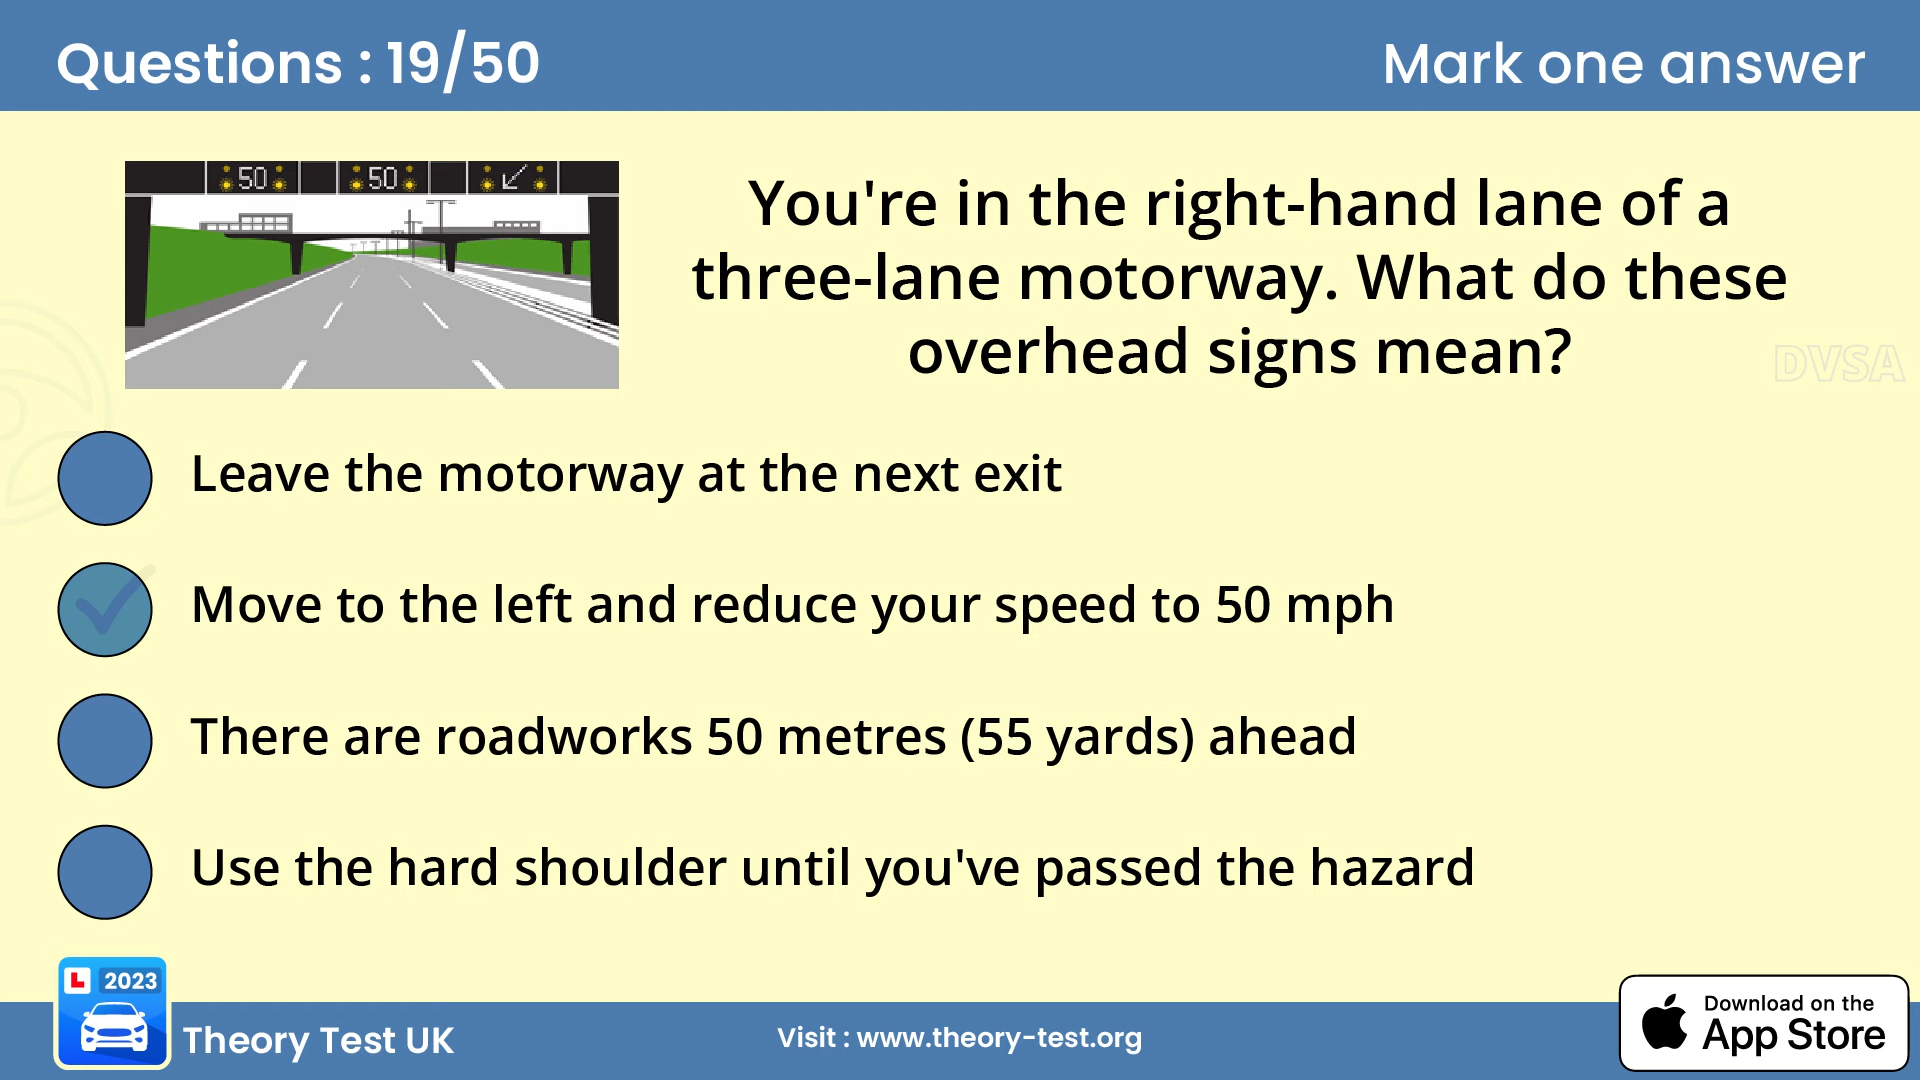 Questions : 19/50
Mark one answer
50 50
You're in the right-hand lane of a
three-lane motorway. What do these
overhead signs mean?
DVSA
Leave the motorway at the next exit
Move to the left and reduce your speed to 50 mph
There are roadworks 50 metres (55 yards) ahead
Use the hard shoulder until you've passed the hazard
L 2023
Theory Test UK
Visit : www.theory-test.org
Download on the
App Store